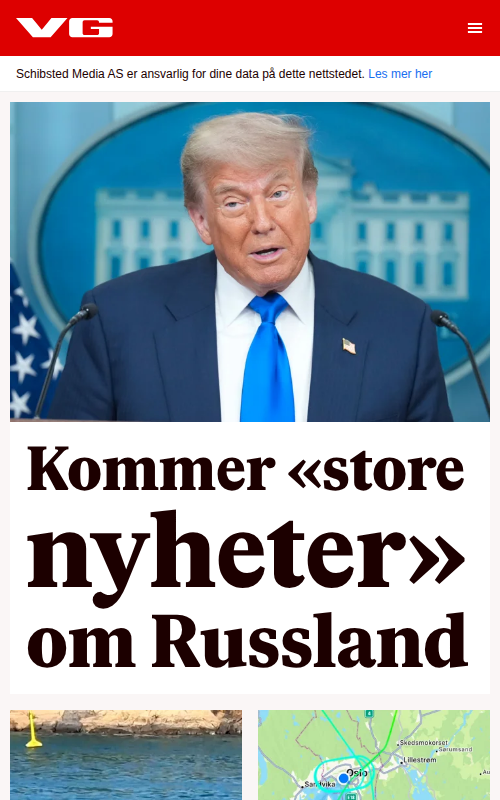 VG
Schibsted Media AS er ansvarlig for dine data på dette nettstedet. Les mer her
Kommer «store
nyheter»
om Russland
Skedsmokorset
Sørumsand
Lillestrøm
Oslo
Sandvika